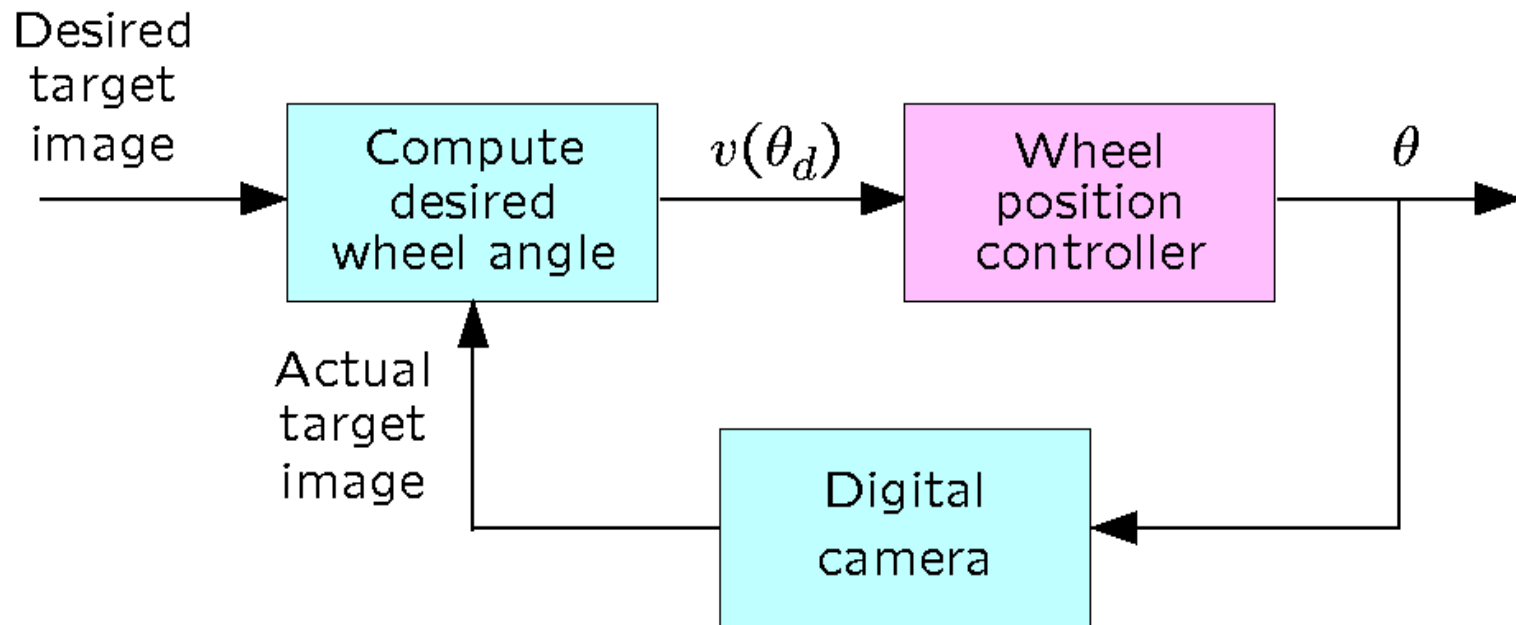 Desired
target
image
Compute
desired
wheel angle
v(θ_d)
Wheel
position
controller
θ
Actual
target
image
Digital
camera